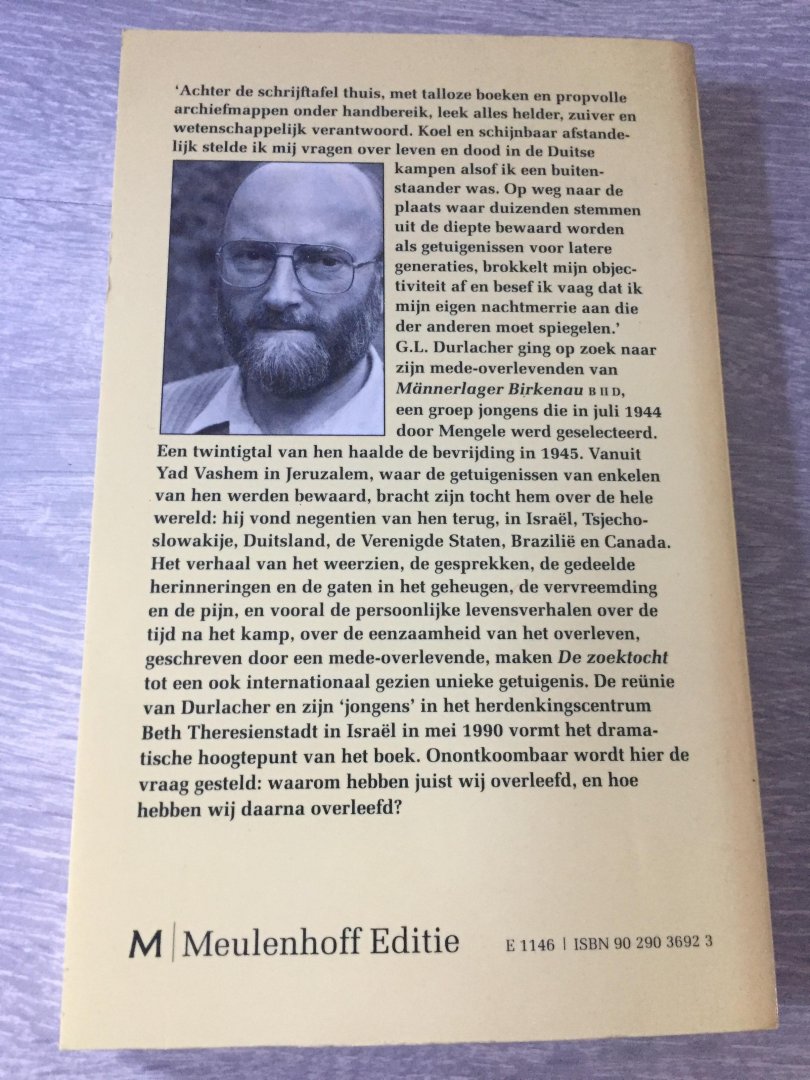 ‘Achter de schrijftafel thuis, met talloze boeken en propvolle
archiefmappen onder handbereik, leek alles helder, zuiver en
wetenschappelijk verantwoord. Koel en schijnbaar afstande-
lijk stelde ik mij vragen over leven en dood in de Duitse
kampen alsof ik een buiten-
staander was. Op weg naar de
plaats waar duizenden stemmen
uit de diepte bewaard worden
als getuigenissen voor latere
generaties, brokkelt mijn objec-
tiviteit af en besef ik vaag dat ik
mijn eigen nachtmerrie aan die
der anderen moet spiegelen.’
G.L. Durlacher ging op zoek naar
zijn mede-overlevenden van
Männerlager Birkenau B II D,
een groep jongens die in juli 1944
door Mengele werd geselecteerd.
Een twintigtal van hen haalde de bevrijding in 1945. Vanuit
Yad Vashem in Jeruzalem, waar de getuigenissen van enkelen
van hen werden bewaard, bracht zijn tocht hem over de hele
wereld: hij vond negentien van hen terug, in Israël, Tsjecho-
slowakije, Duitsland, de Verenigde Staten, Brazilië en Canada.
Het verhaal van het weerzien, de gesprekken, de gedeelde
herinneringen en de gaten in het geheugen, de vervreemding
en de pijn, en vooral de persoonlijke levensverhalen over de
tijd na het kamp, over de eenzaamheid van het overleven,
geschreven door een mede-overlevende, maken De zoektocht
tot een ook internationaal gezien unieke getuigenis. De reünie
van Durlacher en zijn ‘jongens’ in het herdenkingscentrum
Beth Theresienstadt in Israël in mei 1990 vormt het drama-
tische hoogtepunt van het boek. Onontkoombaar wordt hier de
vraag gesteld: waarom hebben juist wij overleefd, en hoe
hebben wij daarna overleefd?
M | Meulenhoff Editie E 1146 | ISBN 90 290 3692 3